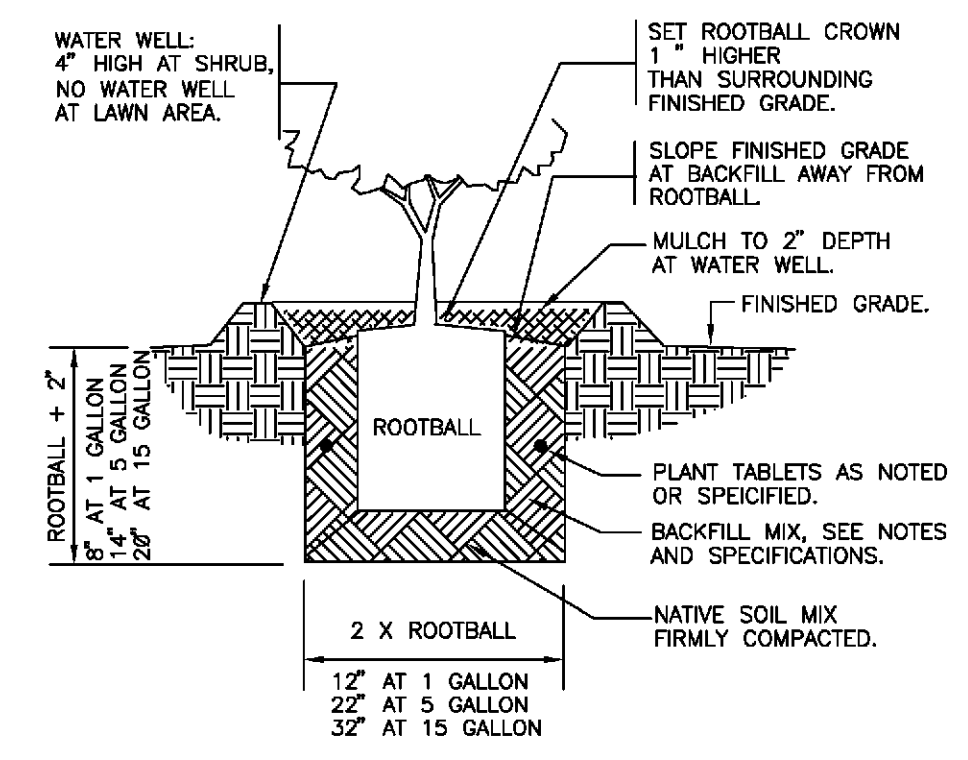 WATER WELL:
4" HIGH AT SHRUB,
NO WATER WELL
AT LAWN AREA.
SET ROOTBALL CROWN
1 " HIGHER
THAN SURROUNDING
FINISHED GRADE.
SLOPE FINISHED GRADE
AT BACKFILL AWAY FROM
ROOTBALL.
MULCH TO 2" DEPTH
AT WATER WELL.
FINISHED GRADE.
ROOTBALL + 2"
8" AT 1 GALLON
14" AT 5 GALLON
20" AT 15 GALLON
ROOTBALL
PLANT TABLETS AS NOTED
OR SPEICIFIED.
BACKFILL MIX, SEE NOTES
AND SPECIFICATIONS.
NATIVE SOIL MIX
FIRMLY COMPACTED.
2 X ROOTBALL
12" AT 1 GALLON
22" AT 5 GALLON
32" AT 15 GALLON